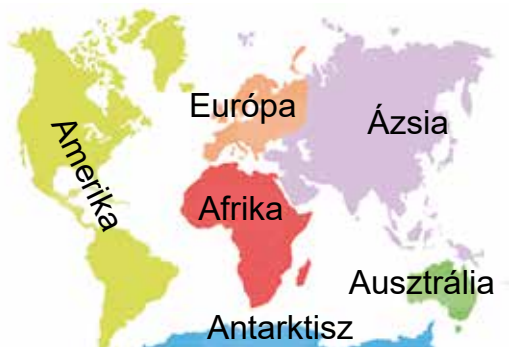 Európa
Ázsia
Amerika
Afrika
Ausztrália
Antarktisz